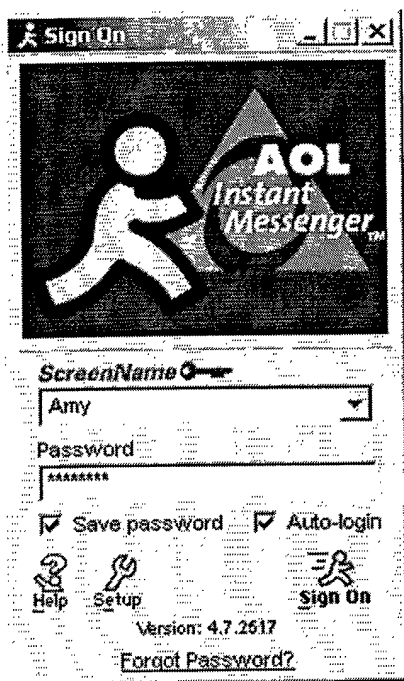 Sign On
AOL
Instant
Messenger
TM
ScreenName
Amy
Password
********
Save password Auto-login
Help Setup Sign On
Version: 4.7.2517
Forgot Password?